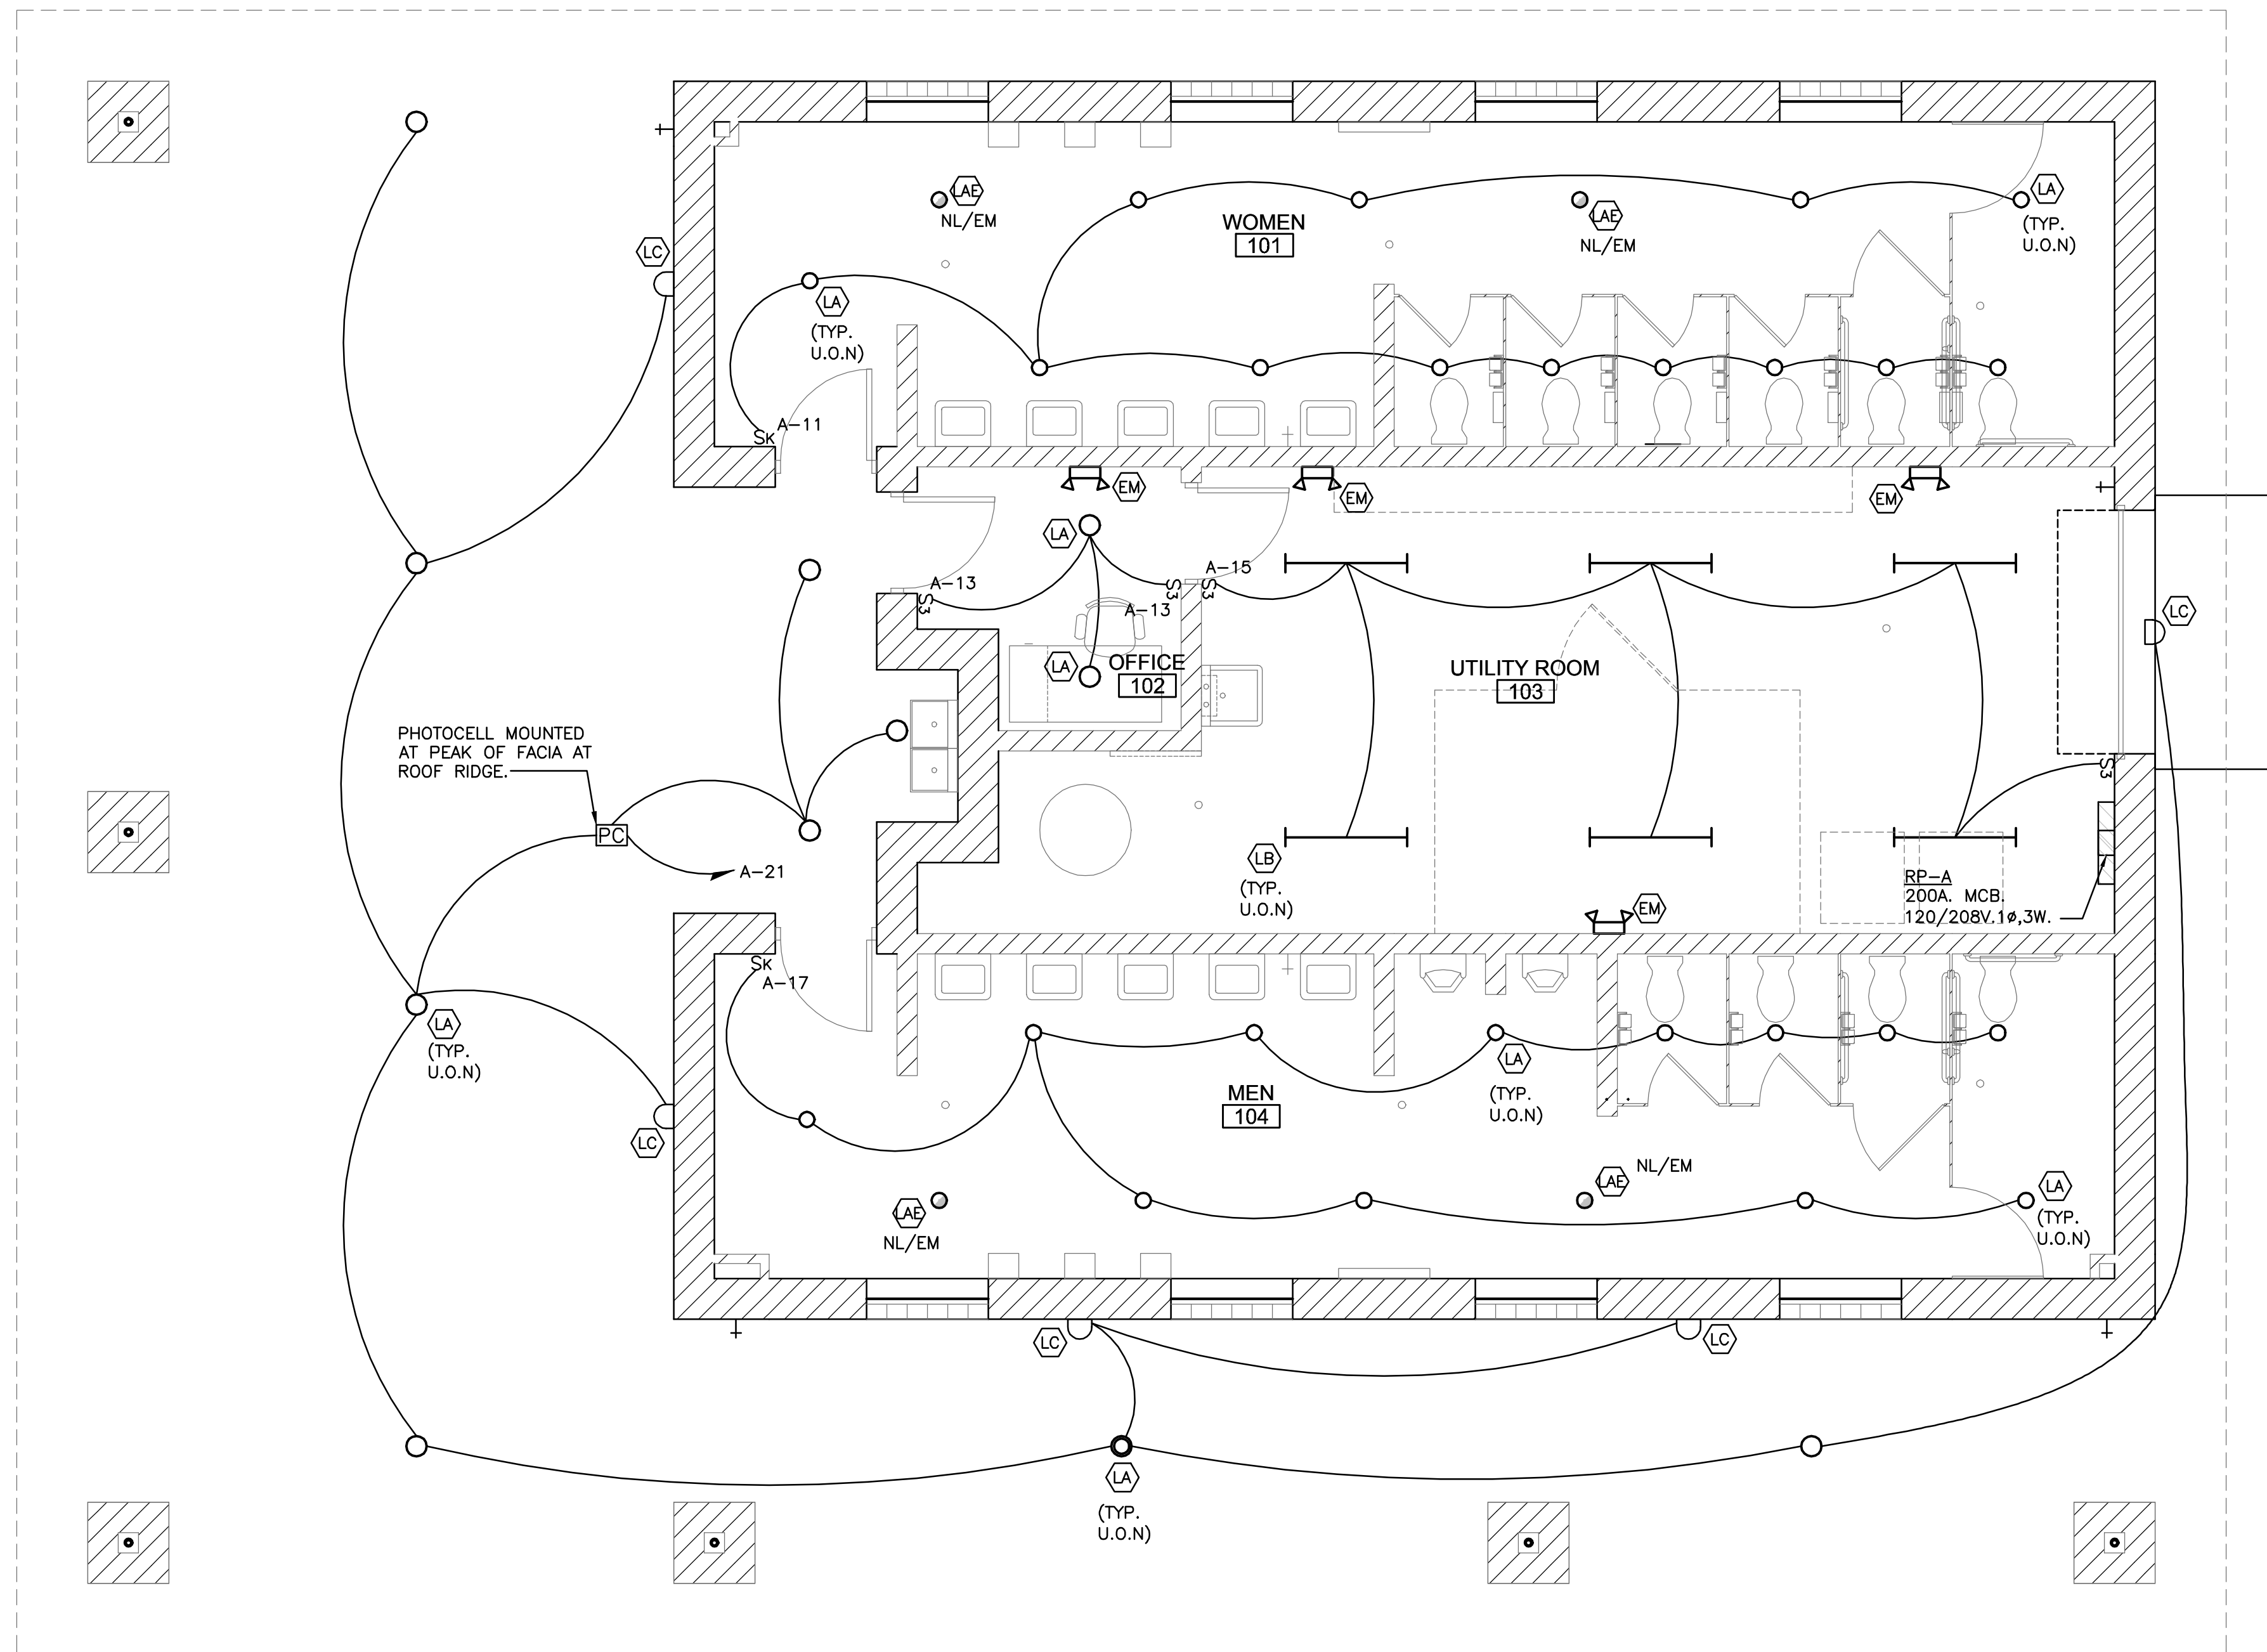 LAE
NL/EM
WOMEN
101
LAE
NL/EM
LA
(TYP.
U.O.N)
LC
LA
(TYP.
U.O.N)
SK
A-11
EM
EM
EM
LA
A-13
S3
S3
A-13
A-15
S3
LC
LA
OFFICE
102
UTILITY ROOM
103
PHOTOCELL MOUNTED
AT PEAK OF FACIA AT
ROOF RIDGE.
PC
A-21
S3
LB
(TYP.
U.O.N)
RP-A
200A. MCB.
120/208V.1ø,3W.
EM
SK
A-17
LA
(TYP.
U.O.N)
LC
MEN
104
LA
(TYP.
U.O.N)
LAE
NL/EM
LAE
NL/EM
LA
(TYP.
U.O.N)
LC
LC
LA
(TYP.
U.O.N)